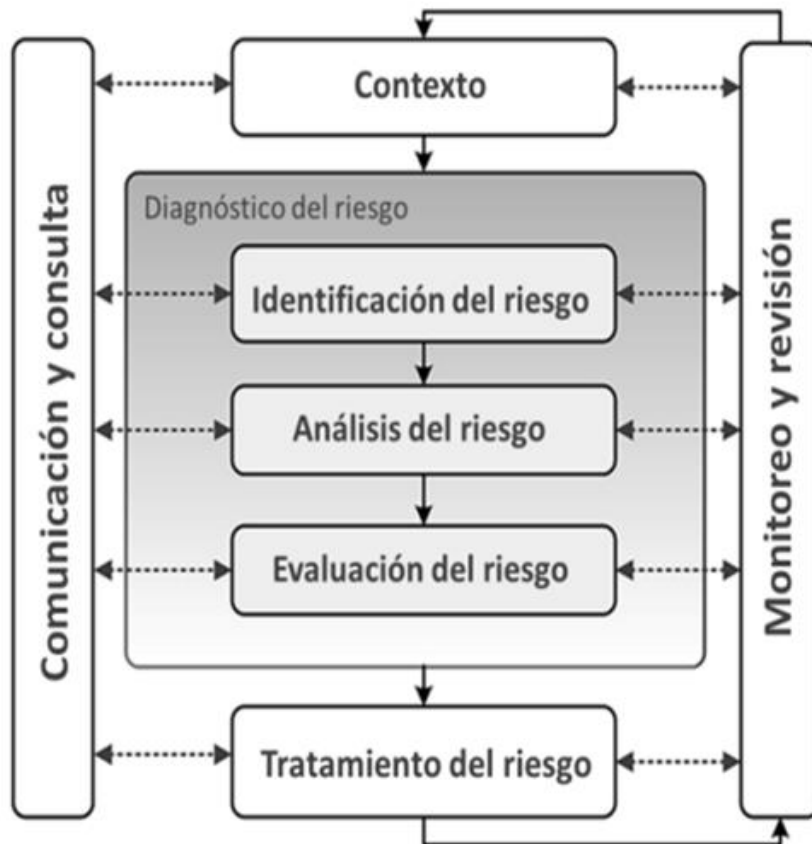 Contexto
Diagnóstico del riesgo
Identificación del riesgo
Análisis del riesgo
Evaluación del riesgo
Tratamiento del riesgo
Comunicación y consulta
Monitoreo y revisión